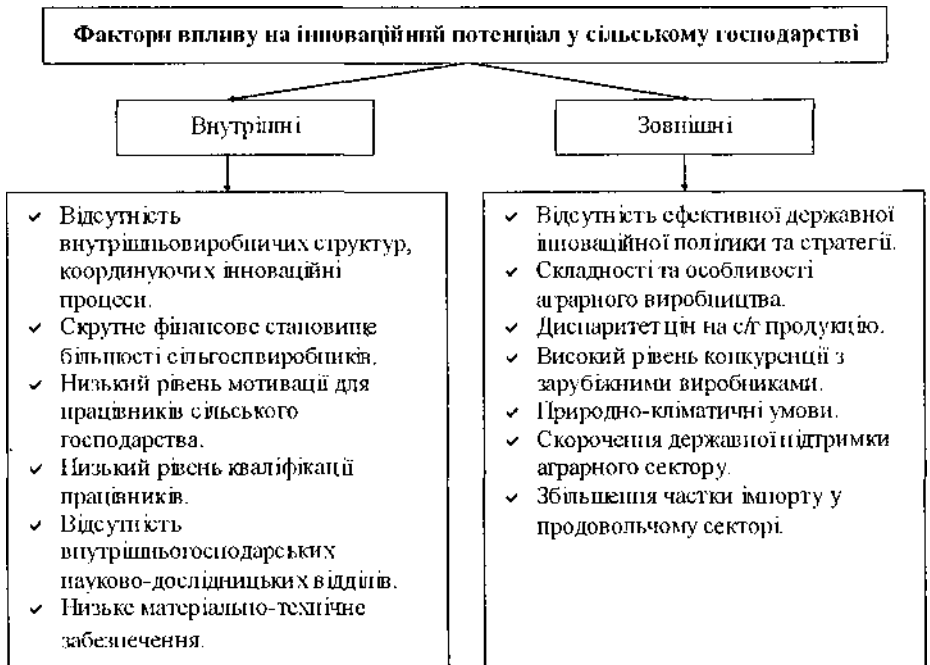 Фактори впливу на інноваційний потенціал у сільському господарстві
Внутрішні
Зовнішні
✓ Відсутність
внутрішньовиробничих структур,
координуючих інноваційні
процеси.
✓ Скрутне фінансове становище
більшості сільгоспвиробників.
✓ Низький рівень мотивації для
працівників сільського
господарства.
✓ Низький рівень кваліфікації
працівників.
✓ Відсутність
внутрішньогосподарських
науково-дослідницьких відділів.
✓ Низьке матеріально-технічне
забезпечення.
✓ Відсутність ефективної державної
інноваційної політики та стратегії.
✓ Складності та особливості
аграрного виробництва.
✓ Диспаритет цін на с/г продукцію.
✓ Високий рівень конкуренції з
зарубіжними виробниками.
✓ Природно-кліматичні умови.
✓ Скорочення державної підтримки
аграрного сектору.
✓ Збільшення частки імпорту у
продовольчому секторі.